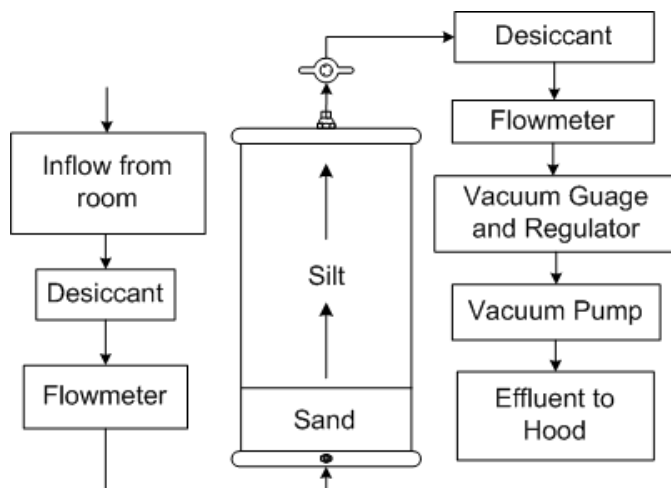 Inflow from
room
Desiccant
Flowmeter
Silt
Sand
Desiccant
Flowmeter
Vacuum Guage
and Regulator
Vacuum Pump
Effluent to
Hood